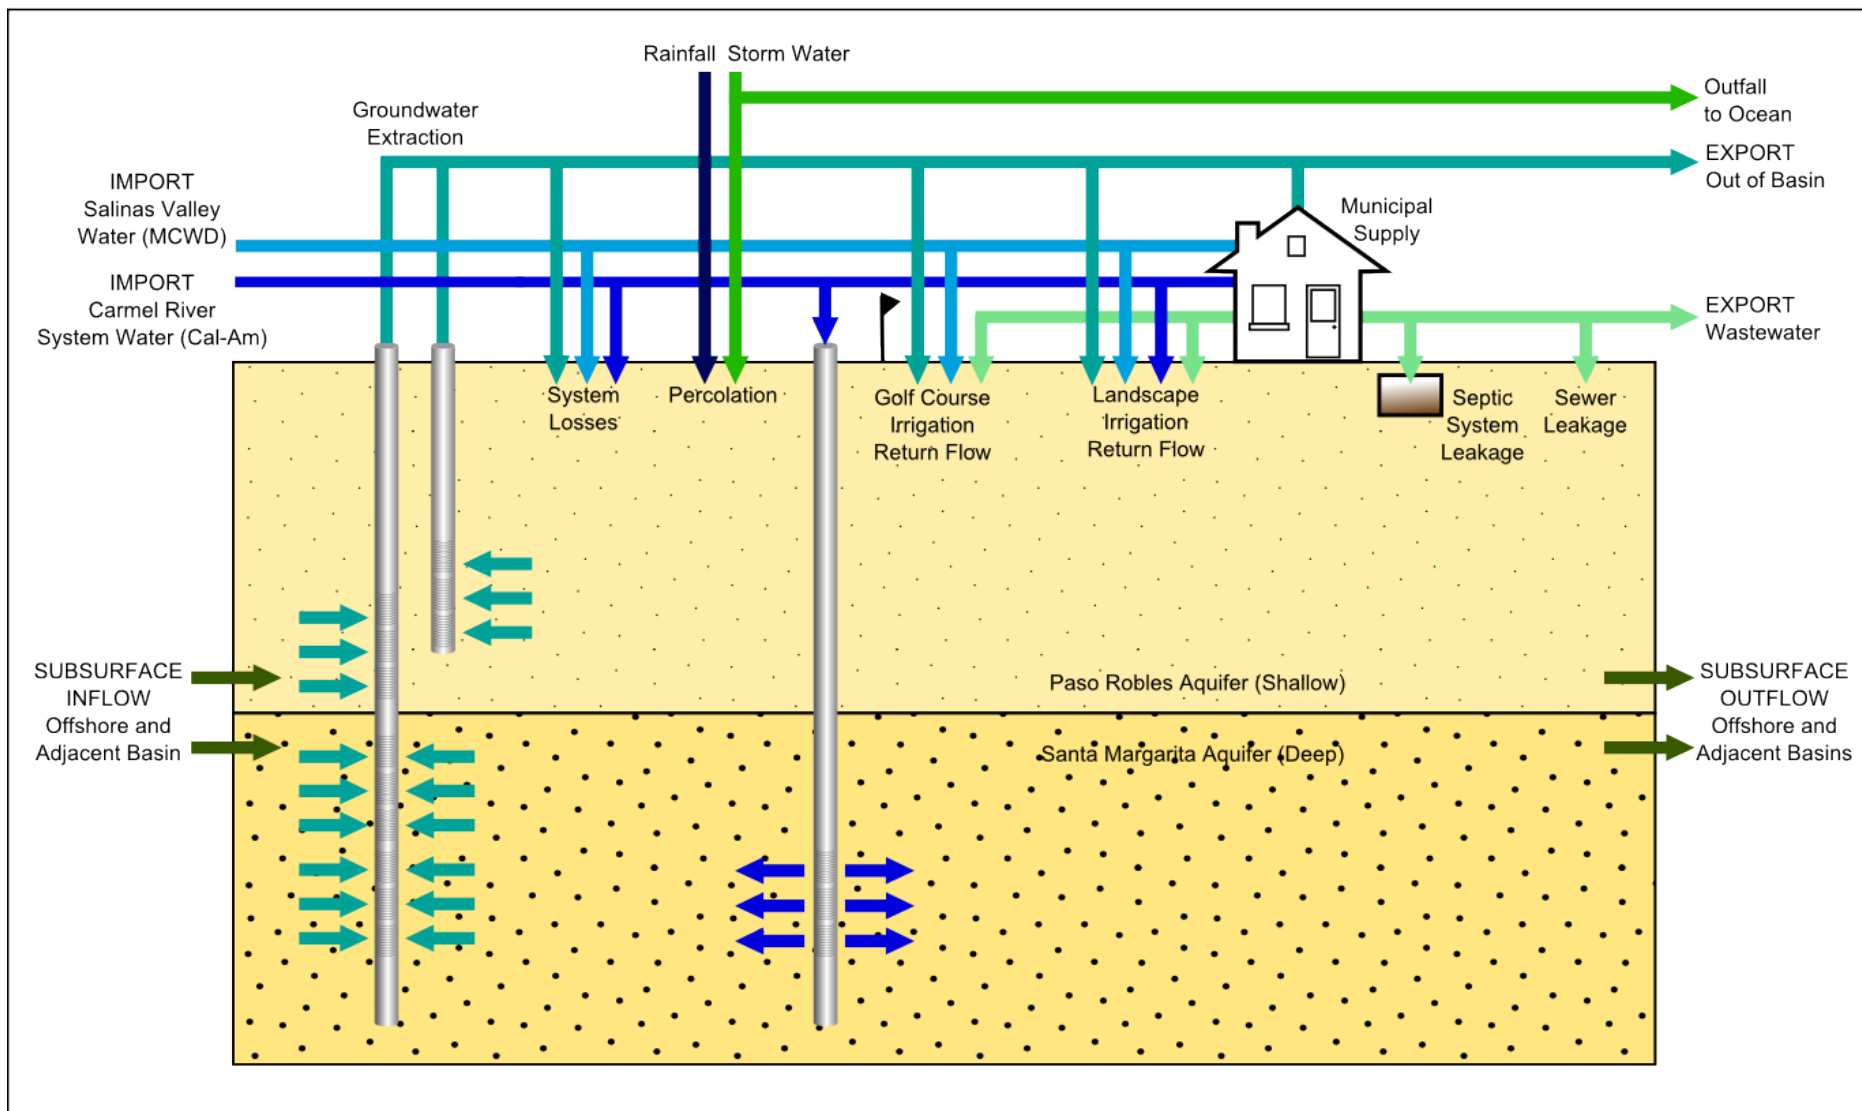 Rainfall
Storm Water
Outfall
to Ocean
Groundwater
Extraction
EXPORT
Out of Basin
IMPORT
Salinas Valley
Water (MCWD)
Municipal
Supply
IMPORT
Carmel River
System Water (Cal-Am)
EXPORT
Wastewater
System
Losses
Percolation
Golf Course
Irrigation
Return Flow
Landscape
Irrigation
Return Flow
Septic
System
Leakage
Sewer
Leakage
SUBSURFACE
INFLOW
Offshore and
Adjacent Basin
Paso Robles Aquifer (Shallow)
Santa Margarita Aquifer (Deep)
SUBSURFACE
OUTFLOW
Offshore and
Adjacent Basins